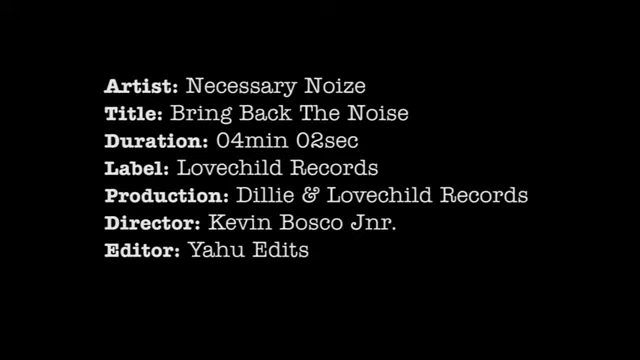 Artist: Necessary Noize
Title: Bring Back The Noise
Duration: 04min 02sec
Label: Lovechild Records
Production: Dillie & Lovechild Records
Director: Kevin Bosco Jnr.
Editor: Yahu Edits